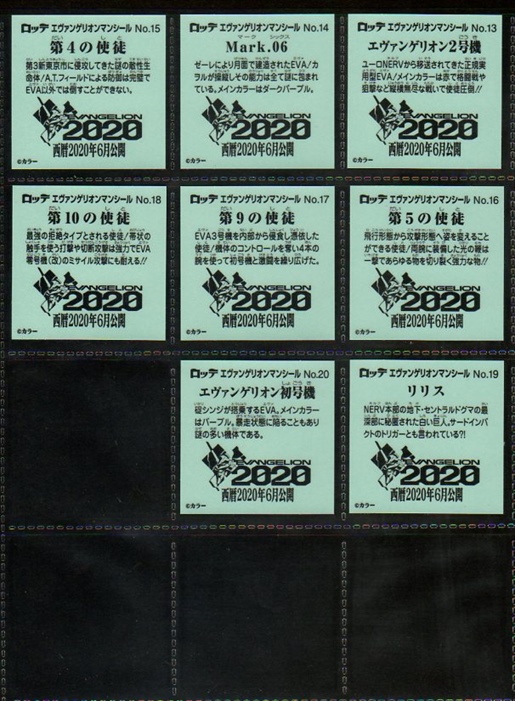 ロッテ エヴァンゲリオンマンシール No.15
第4の使徒
第3新東京市に侵攻してきた謎の敵性生
命体/A.T.フィールドによる防御は完璧で
EVA以外では倒すことができない。
EVANGELION
2020
西暦2020年6月公開
©カラー
ロッテ エヴァンゲリオンマンシール No.14
マーク シックス
Mark.06
ゼーレにより月面で建造されたEVA/カ
ヲルが操縦しその能力は全て謎に包まれ
ている。メインカラーはダークパープル。
EVANGELION
2020
西暦2020年6月公開
©カラー
ロッテ エヴァンゲリオンマンシール No.13
エヴァンゲリオン2号機
ユーロNERVから移送されてきた正規実
用型EVA/メインカラーは赤で格闘戦や
狙撃など縦横無尽な戦いで使徒圧倒!!
EVANGELION
2020
西暦2020年6月公開
©カラー
ロッテ エヴァンゲリオンマンシール No.18
第10の使徒
最強の拒絶タイプとされる使徒/帯状の
触手を使う打撃や切断攻撃は強力でEVA
零号機(改)のミサイル攻撃にも耐える!!
EVANGELION
2020
西暦2020年6月公開
©カラー
ロッテ エヴァンゲリオンマンシール No.17
第9の使徒
EVA3号機を内部から侵食し憑依した
使徒/機体のコントロールを奪い4本の
腕を使って初号機と激闘を繰り広げた。
EVANGELION
2020
西暦2020年6月公開
©カラー
ロッテ エヴァンゲリオンマンシール No.16
第5の使徒
飛行形態から攻撃形態へ姿を変えること
ができる使徒/両腕に装備した光の鞭は
一撃であらゆる物を切り裂く強力な物!!
EVANGELION
2020
西暦2020年6月公開
©カラー
ロッテ エヴァンゲリオンマンシール No.20
エヴァンゲリオン初号機
碇シンジが搭乗するEVA。メインカラー
はパープル。暴走状態に陥ることもあり
謎の多い機体である。
EVANGELION
2020
西暦2020年6月公開
©カラー
ロッテ エヴァンゲリオンマンシール No.19
リリス
NERV本部の地下・セントラルドグマの最
深部に秘匿された白い巨人。サードインパ
クトのトリガーとも言われている?!
EVANGELION
2020
西暦2020年6月公開
©カラー